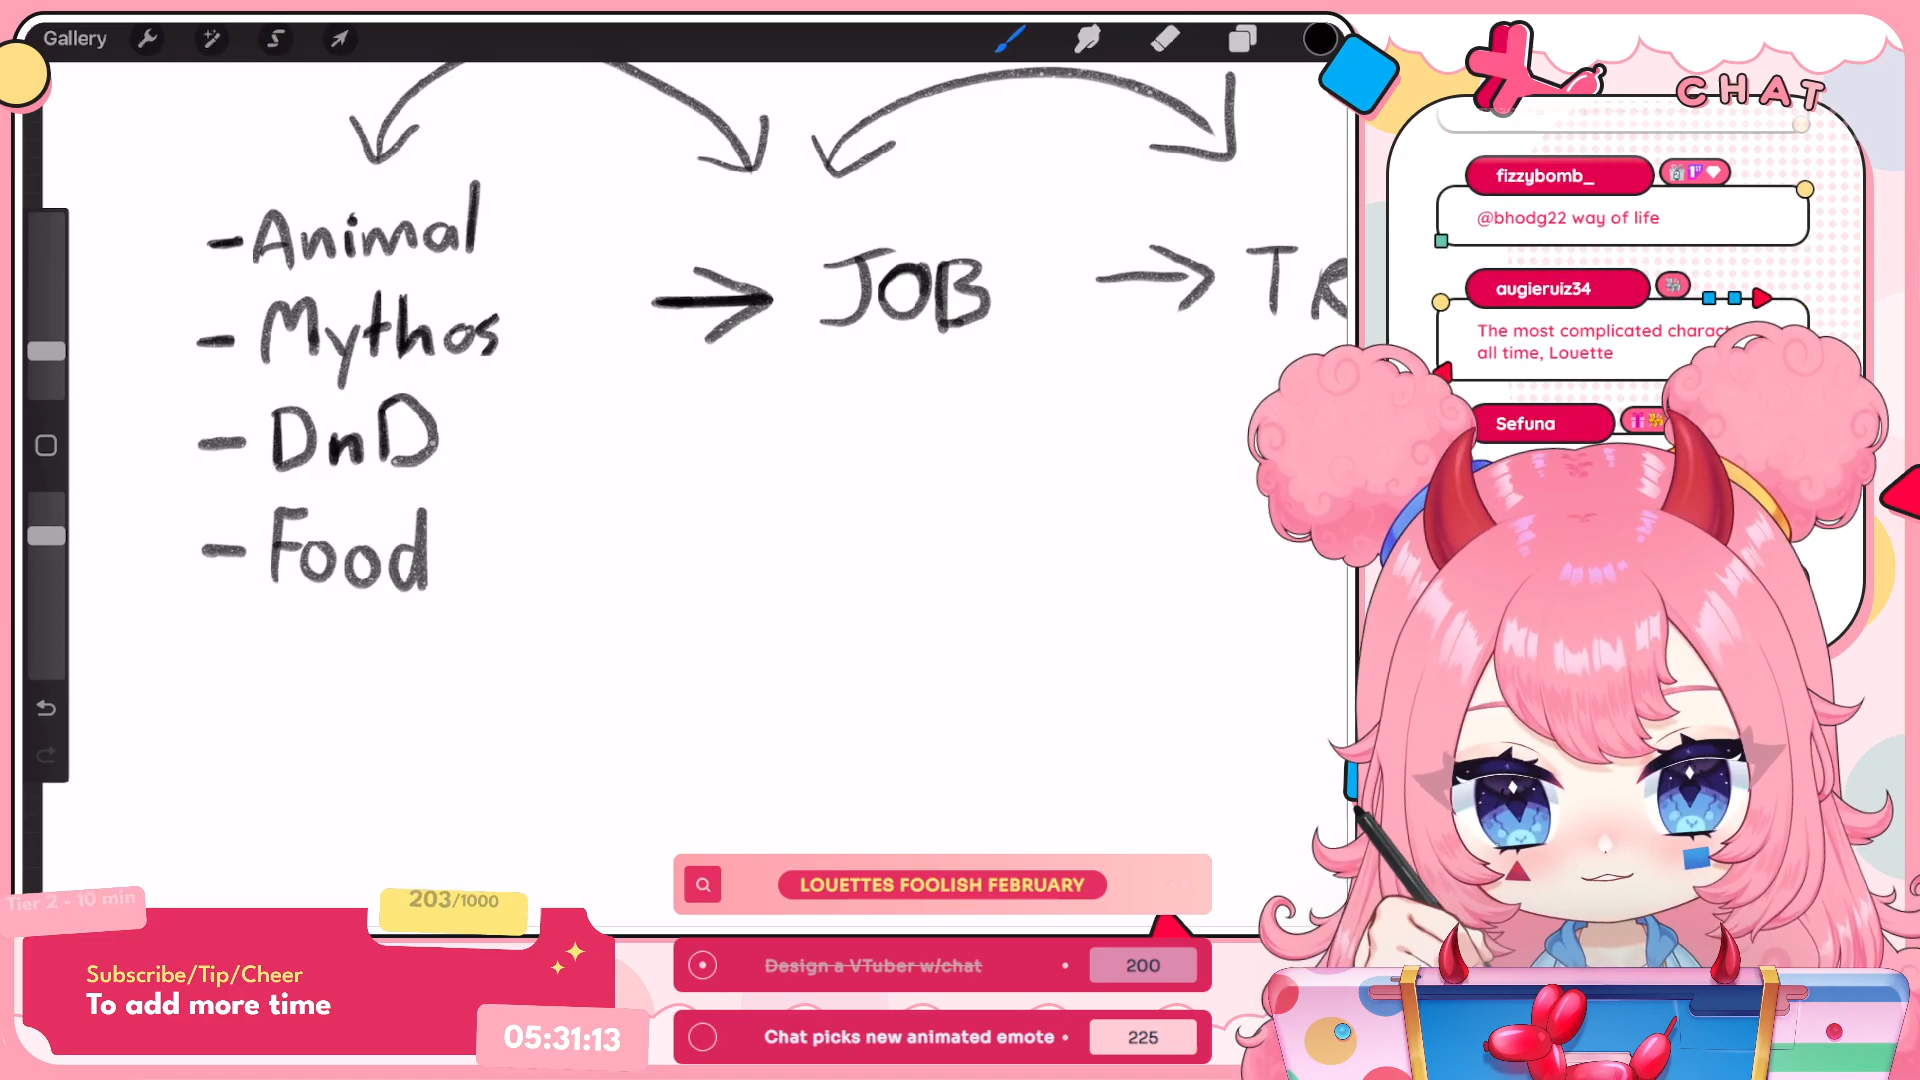 Gallery
CHAT
fizzybomb_
@bhodg22 way of life
augieruiz34
The most complicated charact
all time, Louette
Sefuna
- Animal
- Mythos
- DnD
- Food
JOB
TR
Tier 2 - 10 min
203/1000
Subscribe/Tip/Cheer
To add more time
05:31:13
LOUETTES FOOLISH FEBRUARY
Design a VTuber w/chat • 200
Chat picks new animated emote • 225